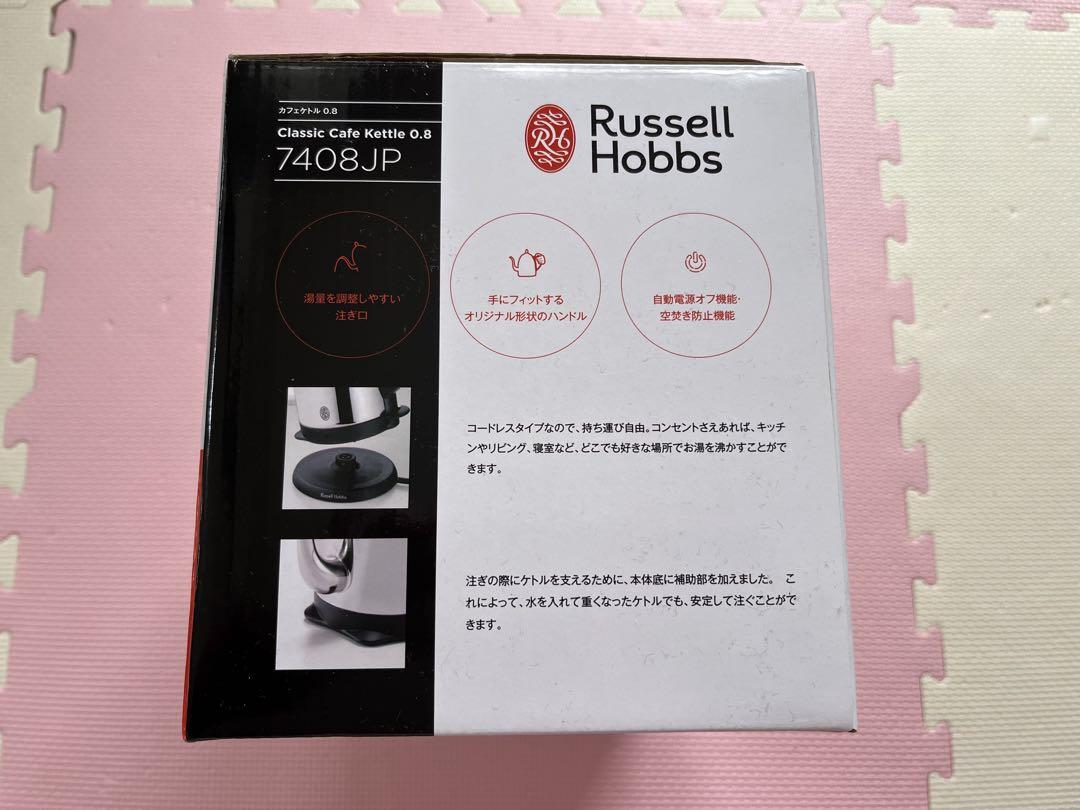 カフェケトル 0.8
Classic Cafe Kettle 0.8
7408JP
RH
Russell
Hobbs
湯量を調整しやすい
注ぎ口
手にフィットする
オリジナル形状のハンドル
自動電源オフ機能・
空焚き防止機能
Russell Hobbs
コードレスタイプなので、持ち運び自由。コンセントさえあれば、キッチ
ンやリビング、寝室など、どこでも好きな場所でお湯を沸かすことがで
きます。
注ぎの際にケトルを支えるために、本体底に補助部を加えました。 こ
れによって、水を入れて重くなったケトルでも、安定して注ぐことがで
きます。